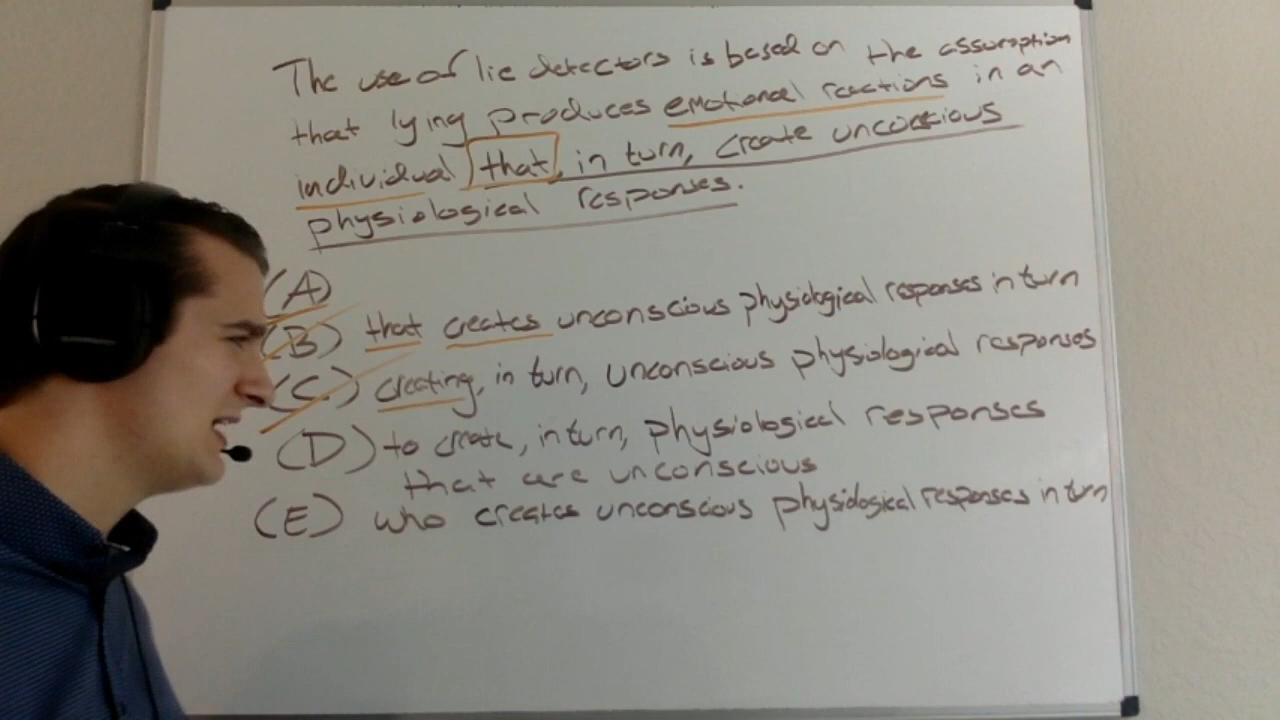 The use of lie detectors is based on the assumption
that lying produces emotional reactions in an
individual that, in turn, create unconscious
physiological responses.
(A)
(B) that creates unconscious physiological responses in turn
(C) creating, in turn, unconscious physiological responses
(D) to create, in turn, physiological responses
that are unconscious
(E) who creates unconscious physiological responses in turn